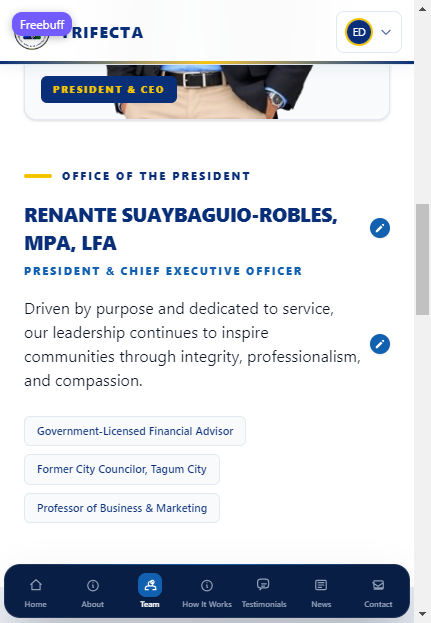 Freebuff
TRIFECTA
ED
PRESIDENT & CEO
OFFICE OF THE PRESIDENT
RENANTE SUAYBAGUIO-ROBLES,
MPA, LFA
PRESIDENT & CHIEF EXECUTIVE OFFICER
Driven by purpose and dedicated to service,
our leadership continues to inspire
communities through integrity, professionalism,
and compassion.
Government-Licensed Financial Advisor
Former City Councilor, Tagum City
Professor of Business & Marketing
Home About Team How It Works Testimonials News Contact